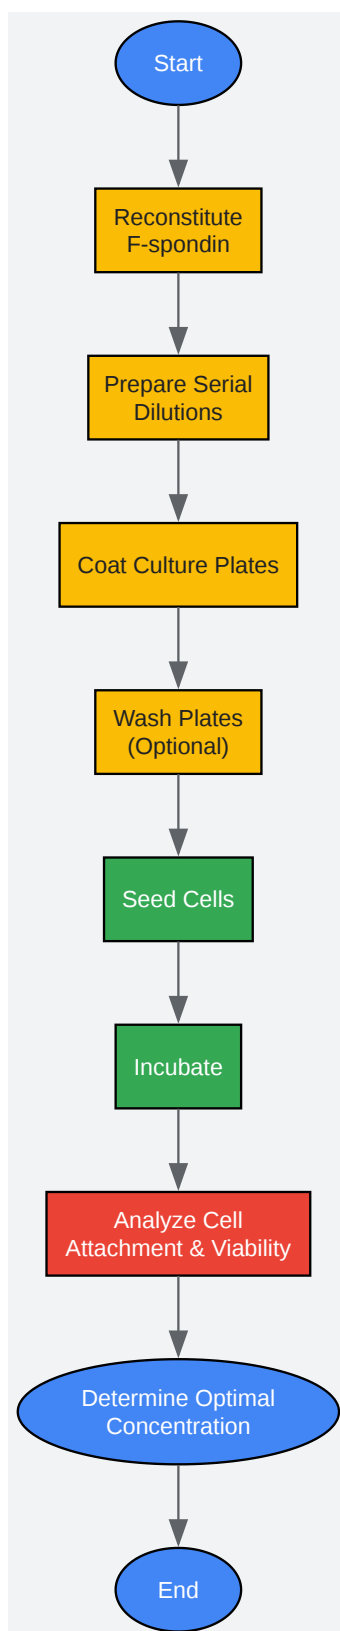 Start
Reconstitute
F-spondin
Prepare Serial
Dilutions
Coat Culture Plates
Wash Plates
(Optional)
Seed Cells
Incubate
Analyze Cell
Attachment & Viability
Determine Optimal
Concentration
End